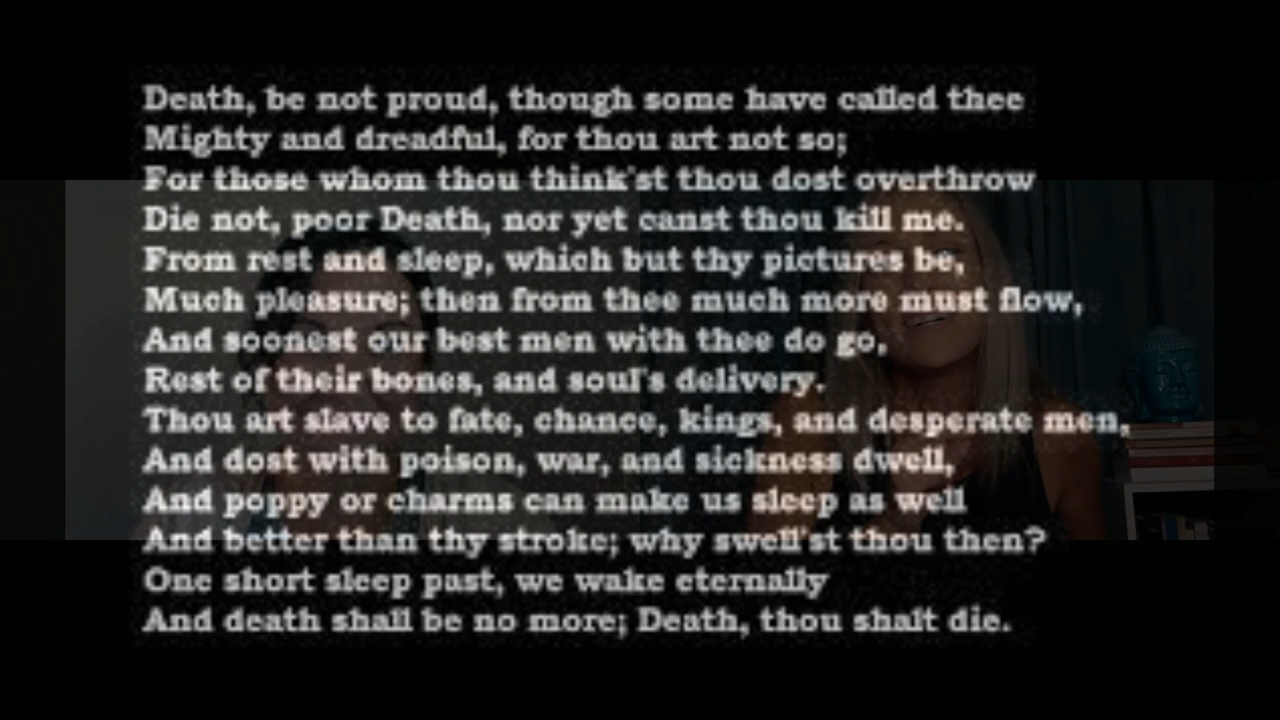 Death, be not proud, though some have called thee
Mighty and dreadful, for thou art not so;
For those whom thou think'st thou dost overthrow
Die not, poor Death, nor yet canst thou kill me.
From rest and sleep, which but thy pictures be,
Much pleasure; then from thee much more must flow,
And soonest our best men with thee do go,
Rest of their bones, and soul's delivery.
Thou art slave to fate, chance, kings, and desperate men,
And dost with poison, war, and sickness dwell,
And poppy or charms can make us sleep as well
And better than thy stroke; why swell'st thou then?
One short sleep past, we wake eternally
And death shall be no more; Death, thou shalt die.